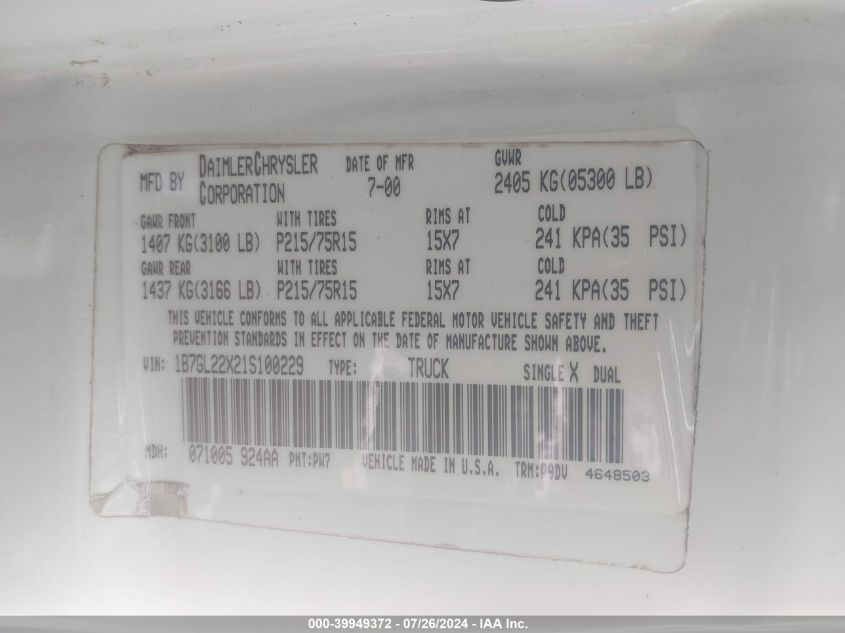 MFD BY DAIMLERCHRYSLER CORPORATION DATE OF MFR 7-00 GVWR 2405 KG(05300 LB)
GAWR FRONT WITH TIRES RIMS AT COLD
1407 KG(3100 LB) P215/75R15 15X7 241 KPA(35 PSI)
GAWR REAR WITH TIRES RIMS AT COLD
1437 KG(3166 LB) P215/75R15 15X7 241 KPA(35 PSI)
THIS VEHICLE CONFORMS TO ALL APPLICABLE FEDERAL MOTOR VEHICLE SAFETY AND THEFT
PREVENTION STANDARDS IN EFFECT ON THE DATE OF MANUFACTURE SHOWN ABOVE.
VIN: 1B7GL22X21S100229 TYPE: TRUCK SINGLE X DUAL
MDH: 071005 924AA PNT:PW7 VEHICLE MADE IN U.S.A. TRM:P9DV 4648503
000-39949372 - 07/26/2024 - IAA Inc.